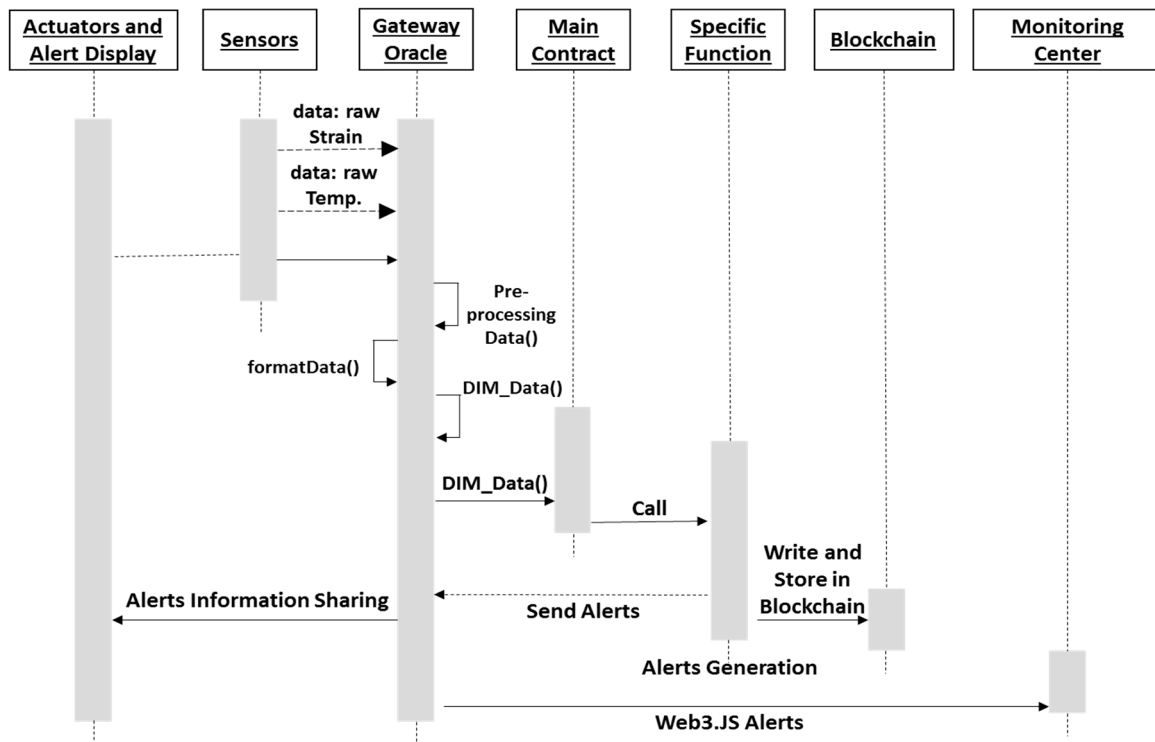 Actuators and
Alert Display
Sensors
Gateway
Oracle
Main
Contract
Specific
Function
Blockchain
Monitoring
Center
data: raw
Strain
data: raw
Temp.
Pre-
processing
Data()
formatData()
DIM_Data()
DIM_Data()
Call
Write and
Store in
Blockchain
Alerts Information Sharing
Send Alerts
Alerts Generation
Web3.JS Alerts